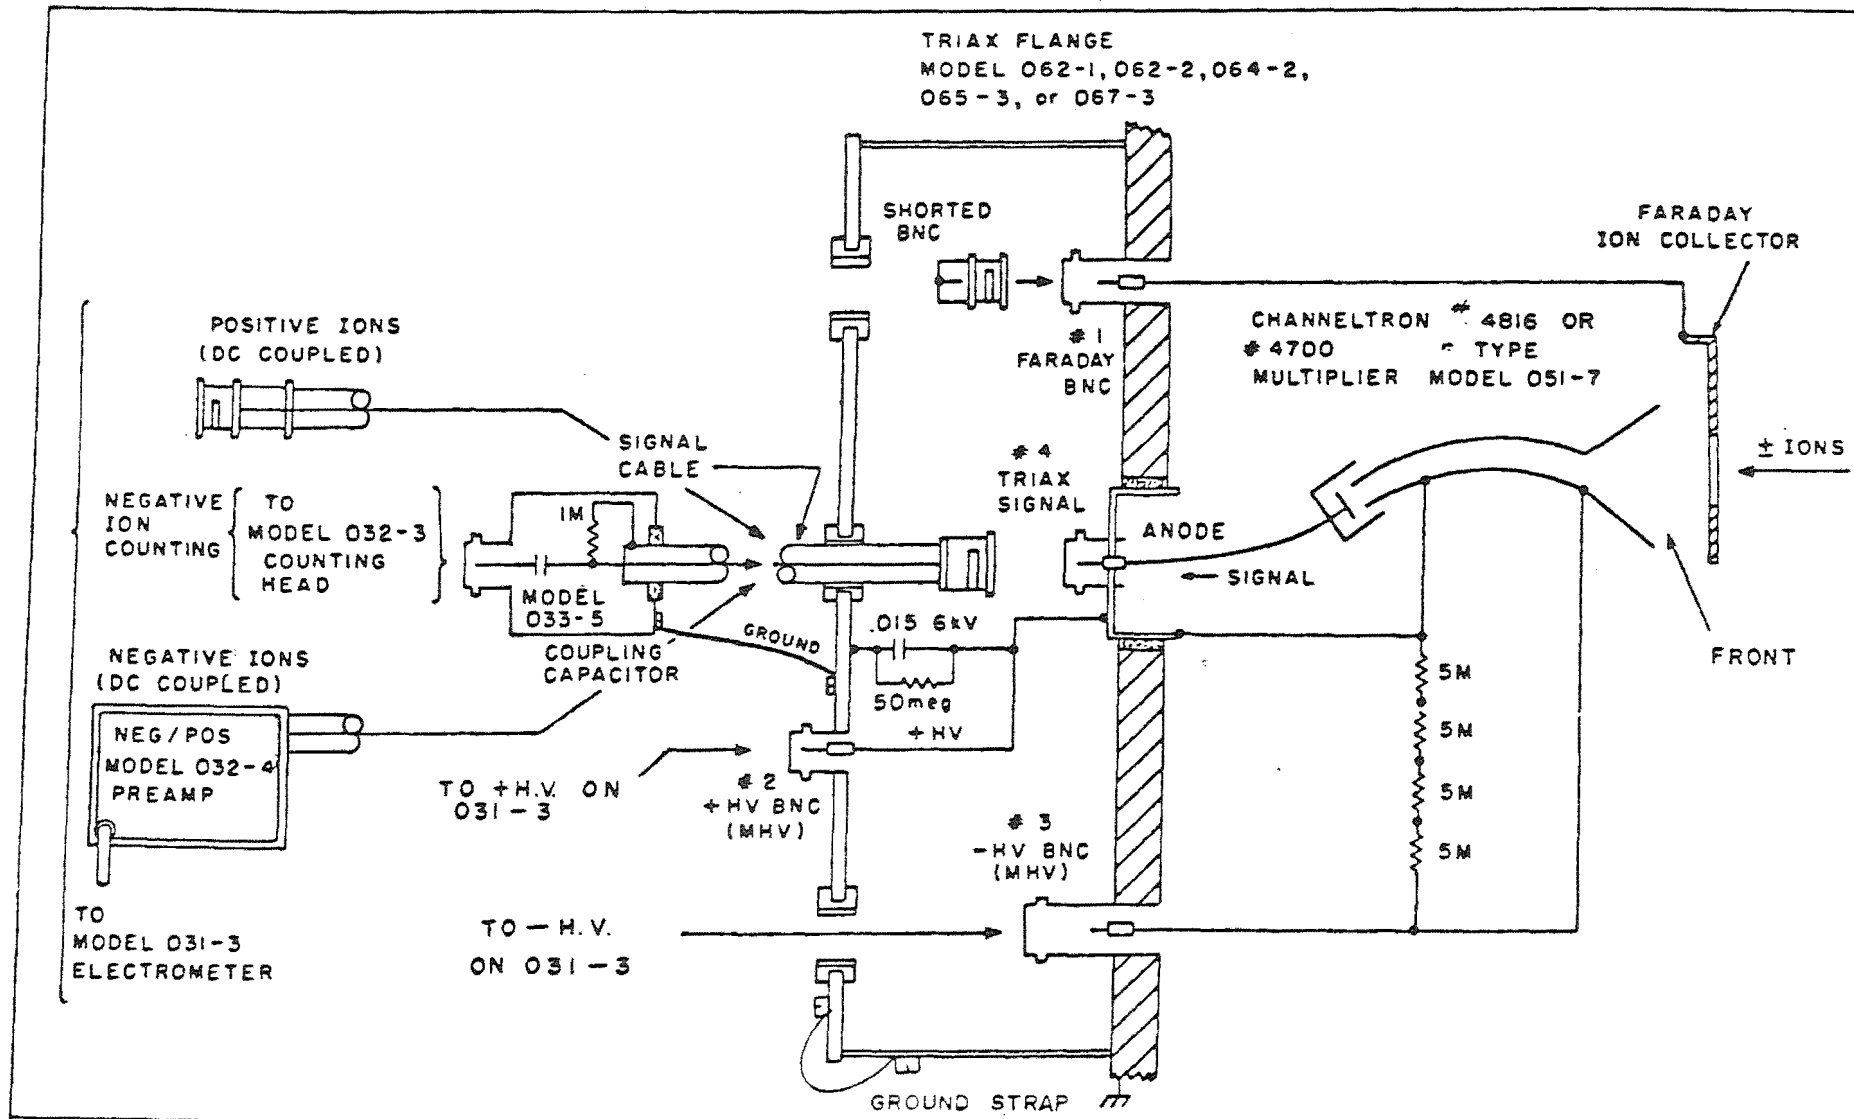 TRIAX FLANGE
MODEL 062-1, 062-2, 064-2,
065-3, or 067-3
SHORTED
BNC
FARADAY
ION COLLECTOR
POSITIVE IONS
(DC COUPLED)
#1
FARADAY
BNC
CHANNELTRON #4816 OR
#4700 TYPE
MULTIPLIER MODEL 051-7
SIGNAL
CABLE
#4
TRIAX
SIGNAL
± IONS
NEGATIVE
ION
COUNTING
TO
MODEL 032-3
COUNTING
HEAD
1M
ANODE
SIGNAL
MODEL
033-5
GROUND
.015 6kV
COUPLING
CAPACITOR
50meg
FRONT
NEGATIVE IONS
(DC COUPLED)
5M
5M
5M
5M
+HV
NEG/POS
MODEL 032-4
PREAMP
TO +H.V. ON
031-3
#2
+HV BNC
(MHV)
#3
-HV BNC
(MHV)
TO
MODEL 031-3
ELECTROMETER
TO — H.V.
ON 031-3
GROUND STRAP